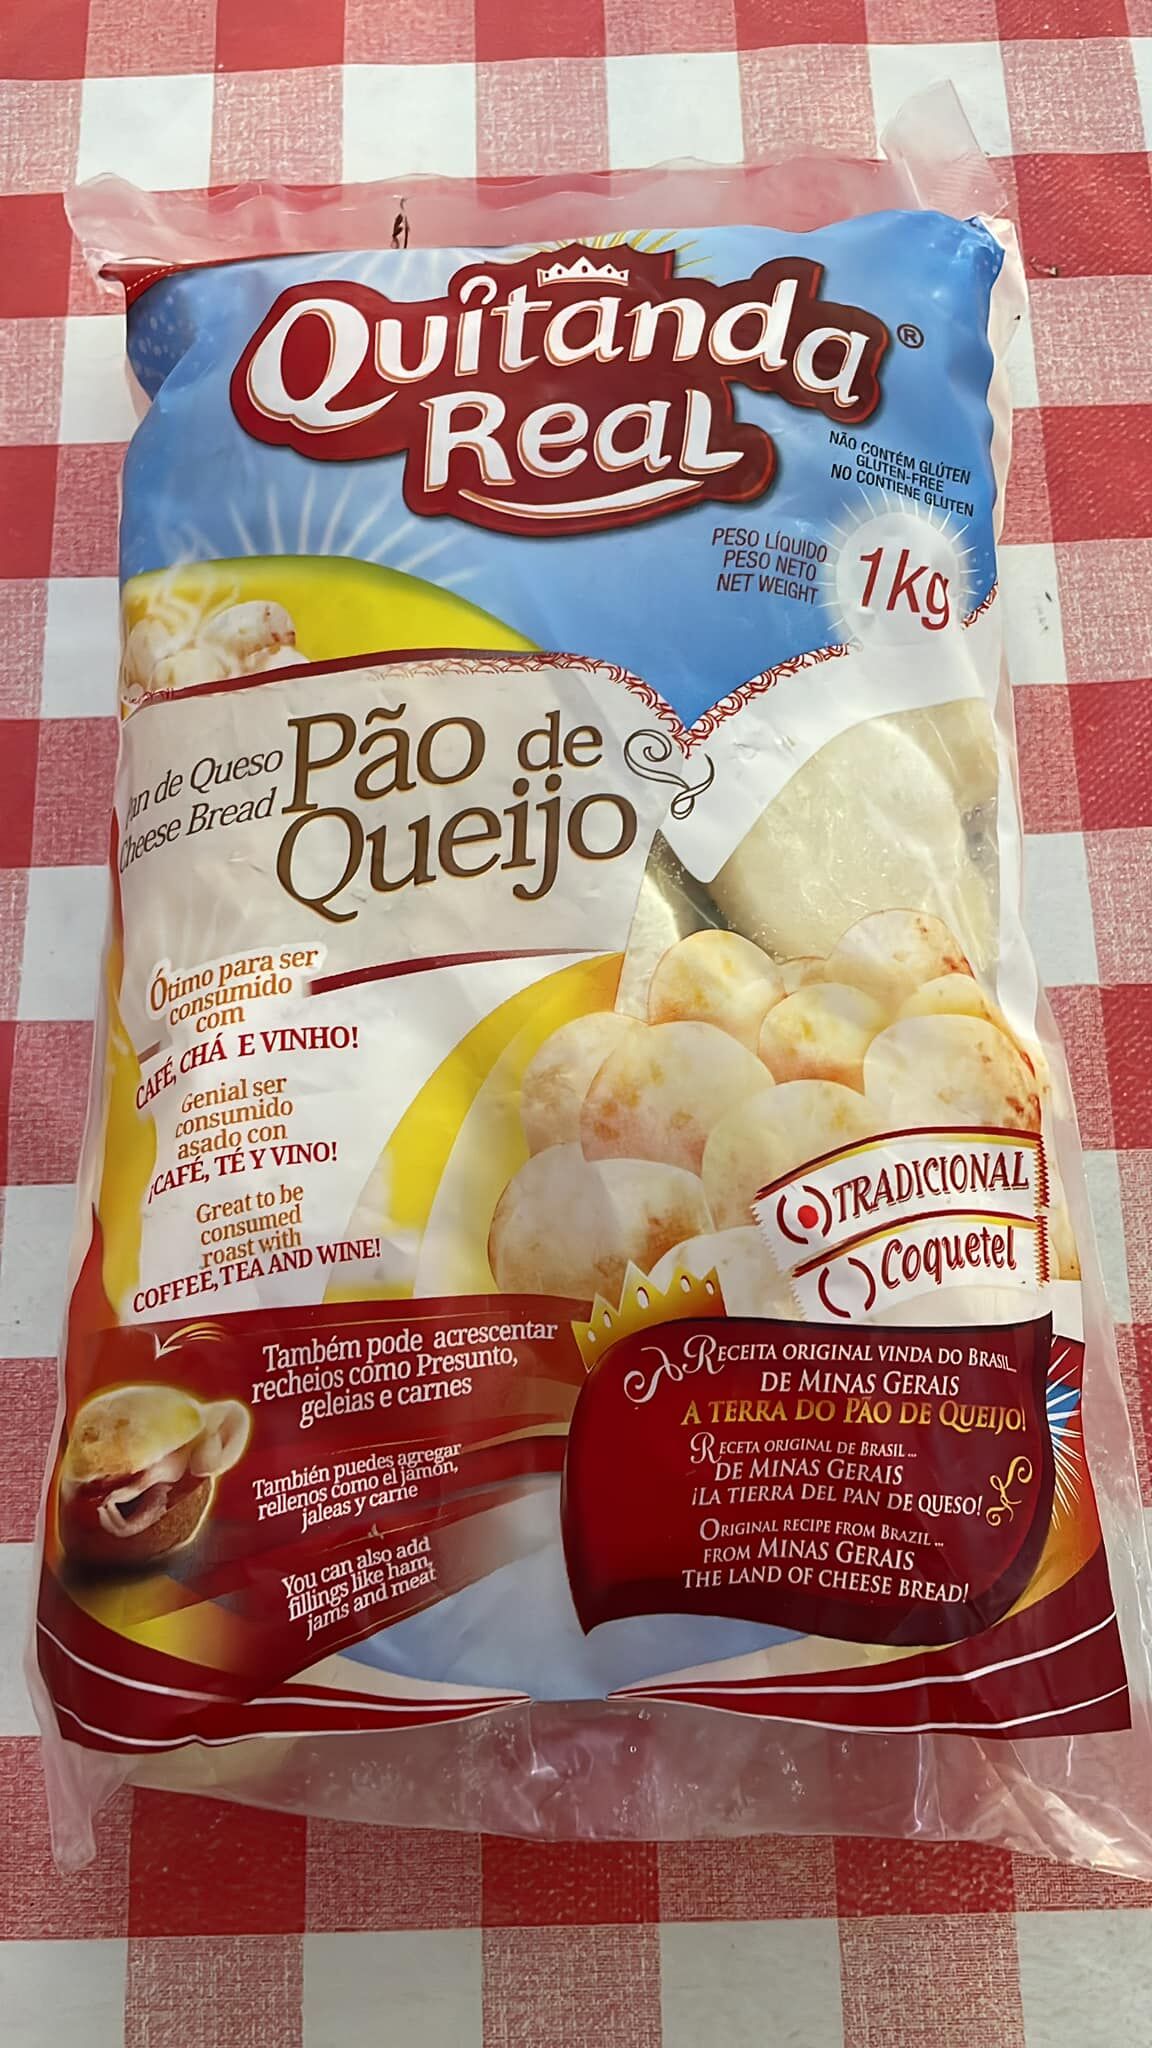 Quitanda
Real
®
NÃO CONTÉM GLÚTEN
GLUTEN-FREE
NO CONTIENE GLUTEN
PESO LÍQUIDO
PESO NETO
NET WEIGHT
1kg
Pan de Queso
Cheese Bread
Pão de
Queijo
Ótimo para ser
consumido
com
CAFÉ, CHÁ E VINHO!
Genial ser
consumido
asado con
¡CAFÉ, TÉ Y VINO!
Great to be
consumed
roast with
COFFEE, TEA AND WINE!
TRADICIONAL
Coquetel
Também pode acrescentar
recheios como Presunto,
geleias e carnes
También puedes agregar
rellenos como el jamón,
jaleas y carne
You can also add
fillings like ham,
jams and meat
RECEITA ORIGINAL VINDA DO BRASIL...
DE MINAS GERAIS
A TERRA DO PÃO DE QUEIJO!
RECETA ORIGINAL DE BRASIL...
DE MINAS GERAIS
¡LA TIERRA DEL PAN DE QUESO!
ORIGINAL RECIPE FROM BRAZIL...
FROM MINAS GERAIS
THE LAND OF CHEESE BREAD!